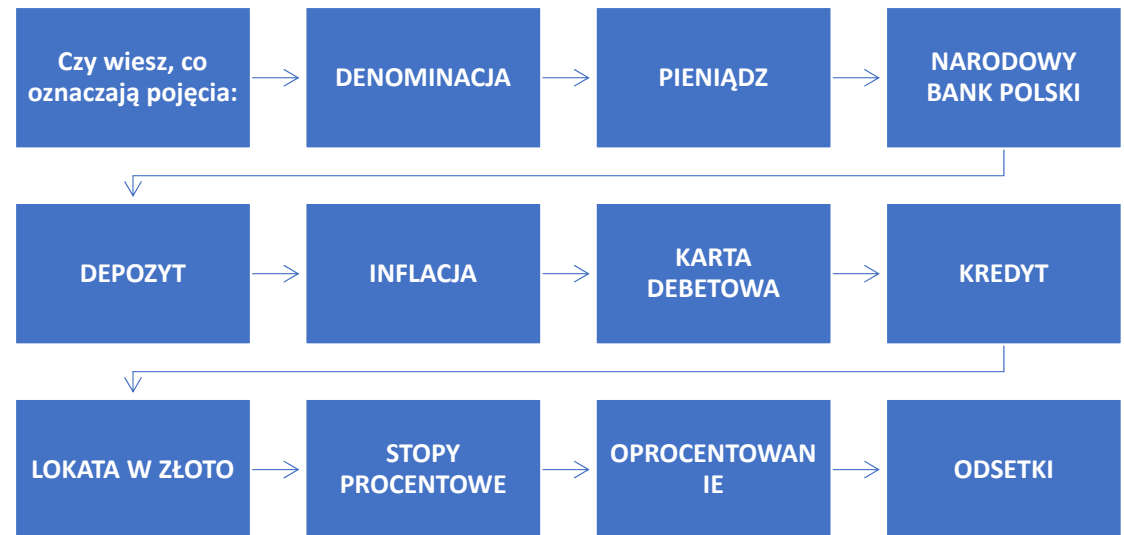 Czy wiesz, co
oznaczają pojęcia:
DENOMINACJA
PIENIĄDZ
NARODOWY
BANK POLSKI
DEPOZYT
INFLACJA
KARTA
DEBETOWA
KREDYT
LOKATA W ZŁOTO
STOPY
PROCENTOWE
OPROCENTOWAN
IE
ODSETKI